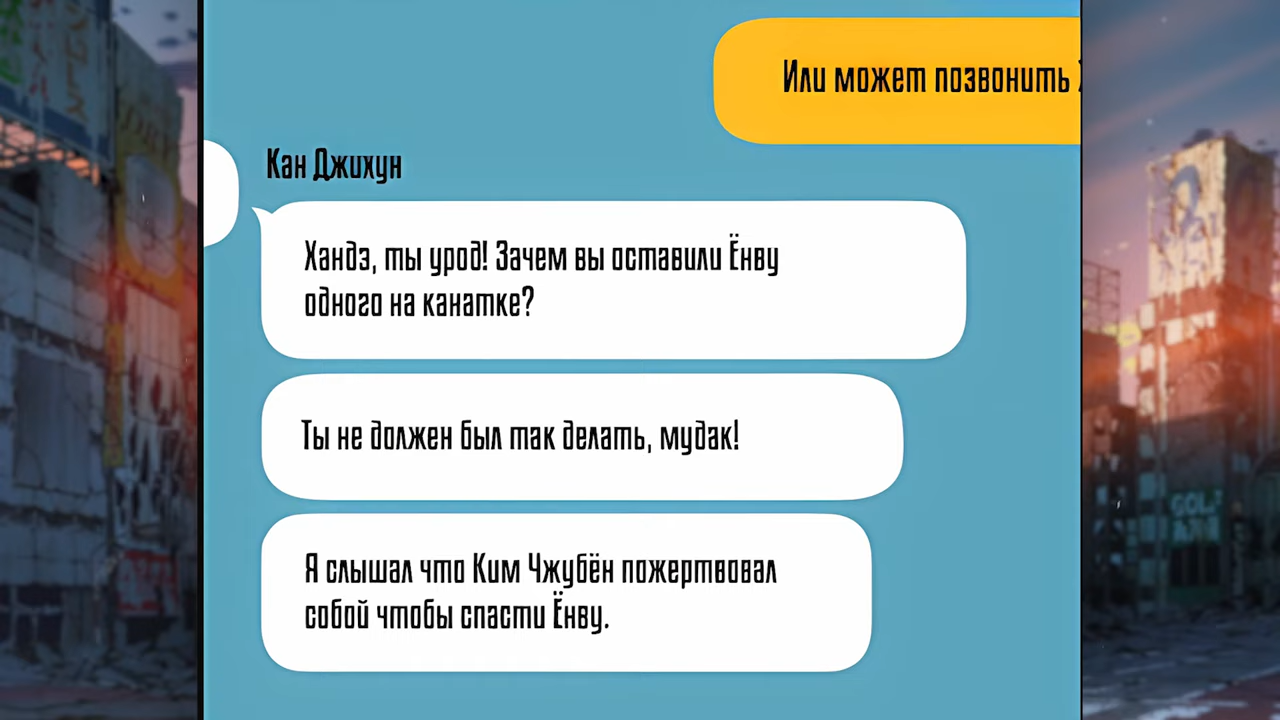 Или может позвонить
Кан Джихун
Хандэ, ты урод! Зачем вы оставили Ёнву
одного на канатке?
Ты не должен был так делать, мудак!
Я слышал что Ким Чжубён пожертвовал
собой чтобы спасти Ёнву.